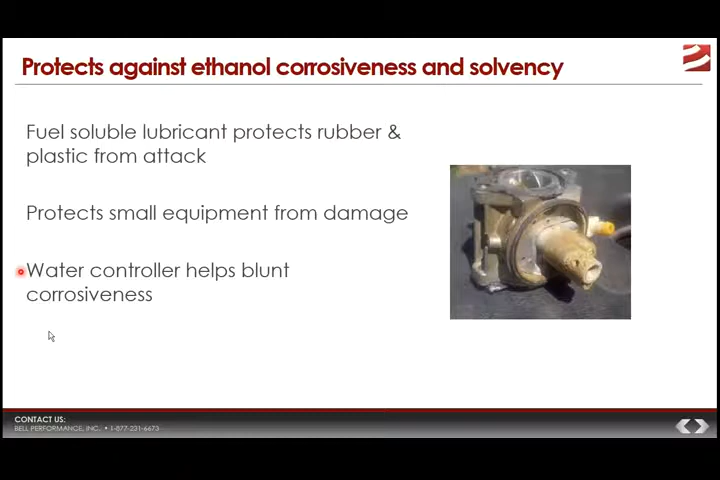 Protects against ethanol corrosiveness and solvency
Fuel soluble lubricant protects rubber &
plastic from attack
Protects small equipment from damage
Water controller helps blunt
corrosiveness
CONTACT US:
BELL PERFORMANCE, INC. • 1-877-231-6673